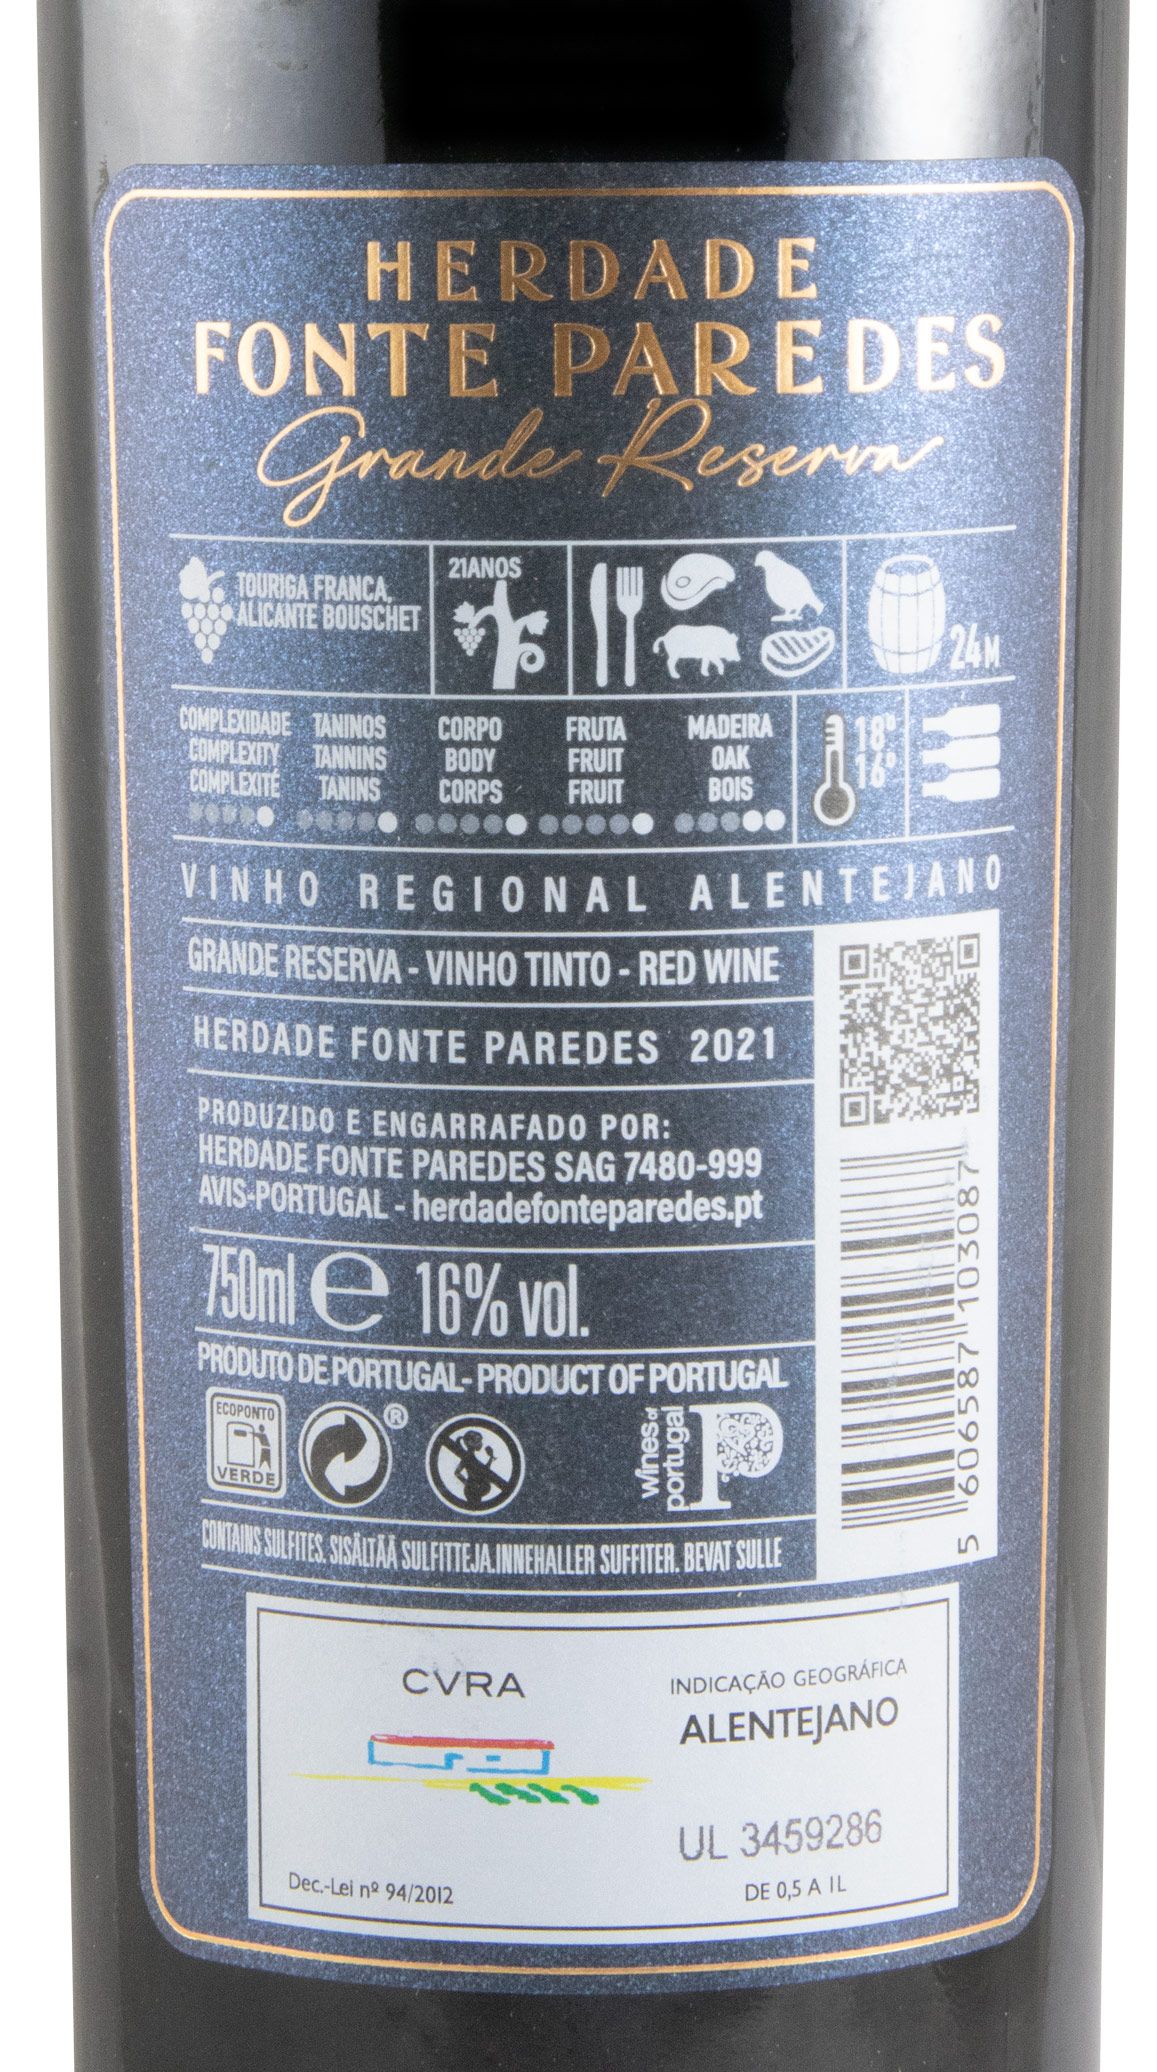 HERDADE
FONTE PAREDES
Grande Reserva
TOURIGA FRANCA,
ALICANTE BOUSCHET
21ANOS
24M
COMPLEXIDADE
COMPLEXITY
COMPLEXITÉ
TANINOS
TANNINS
TANINS
CORPO
BODY
CORPS
FRUTA
FRUIT
FRUIT
MADEIRA
OAK
BOIS
18º
16º
VINHO REGIONAL ALENTEJANO
GRANDE RESERVA - VINHO TINTO - RED WINE
HERDADE FONTE PAREDES 2021
PRODUZIDO E ENGARRAFADO POR:
HERDADE FONTE PAREDES SAG 7480-999
AVIS-PORTUGAL - herdadefonteparedes.pt
750ml e 16% vol.
PRODUTO DE PORTUGAL- PRODUCT OF PORTUGAL
ECOPONTO
VERDE
®
wines of
portugal
P
CONTAINS SULFITES. SISÄLTÄÄ SULFITTEJA.INNEHALLER SUFFITER. BEVAT SULLE
5 606587 103087
CVRA
INDICAÇÃO GEOGRÁFICA
ALENTEJANO
UL 3459286
Dec.-Lei nº 94/2012
DE 0,5 A 1L